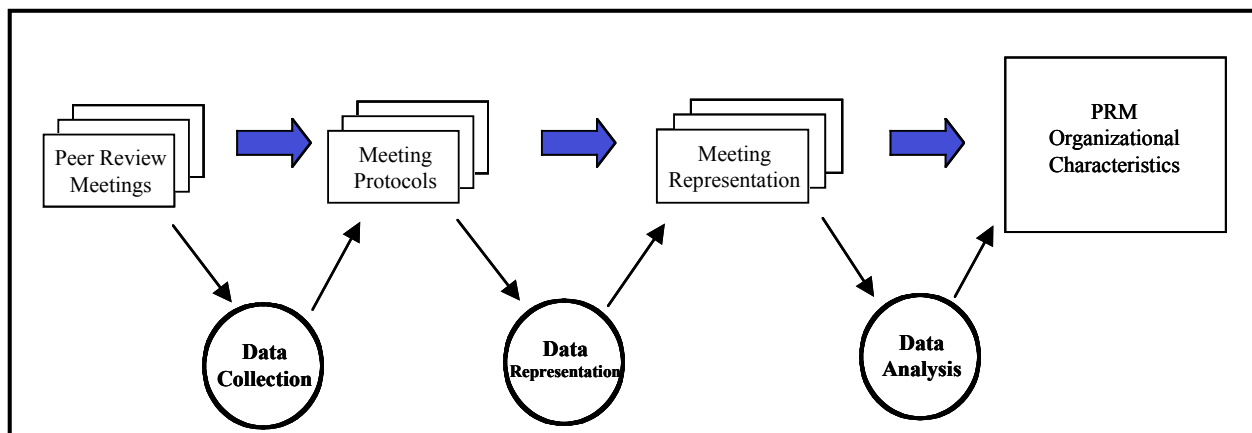 Peer Review
Meetings
Meeting
Protocols
Meeting
Representation
PRM
Organizational
Characteristics
Data
Collection
Data
Representation
Data
Analysis